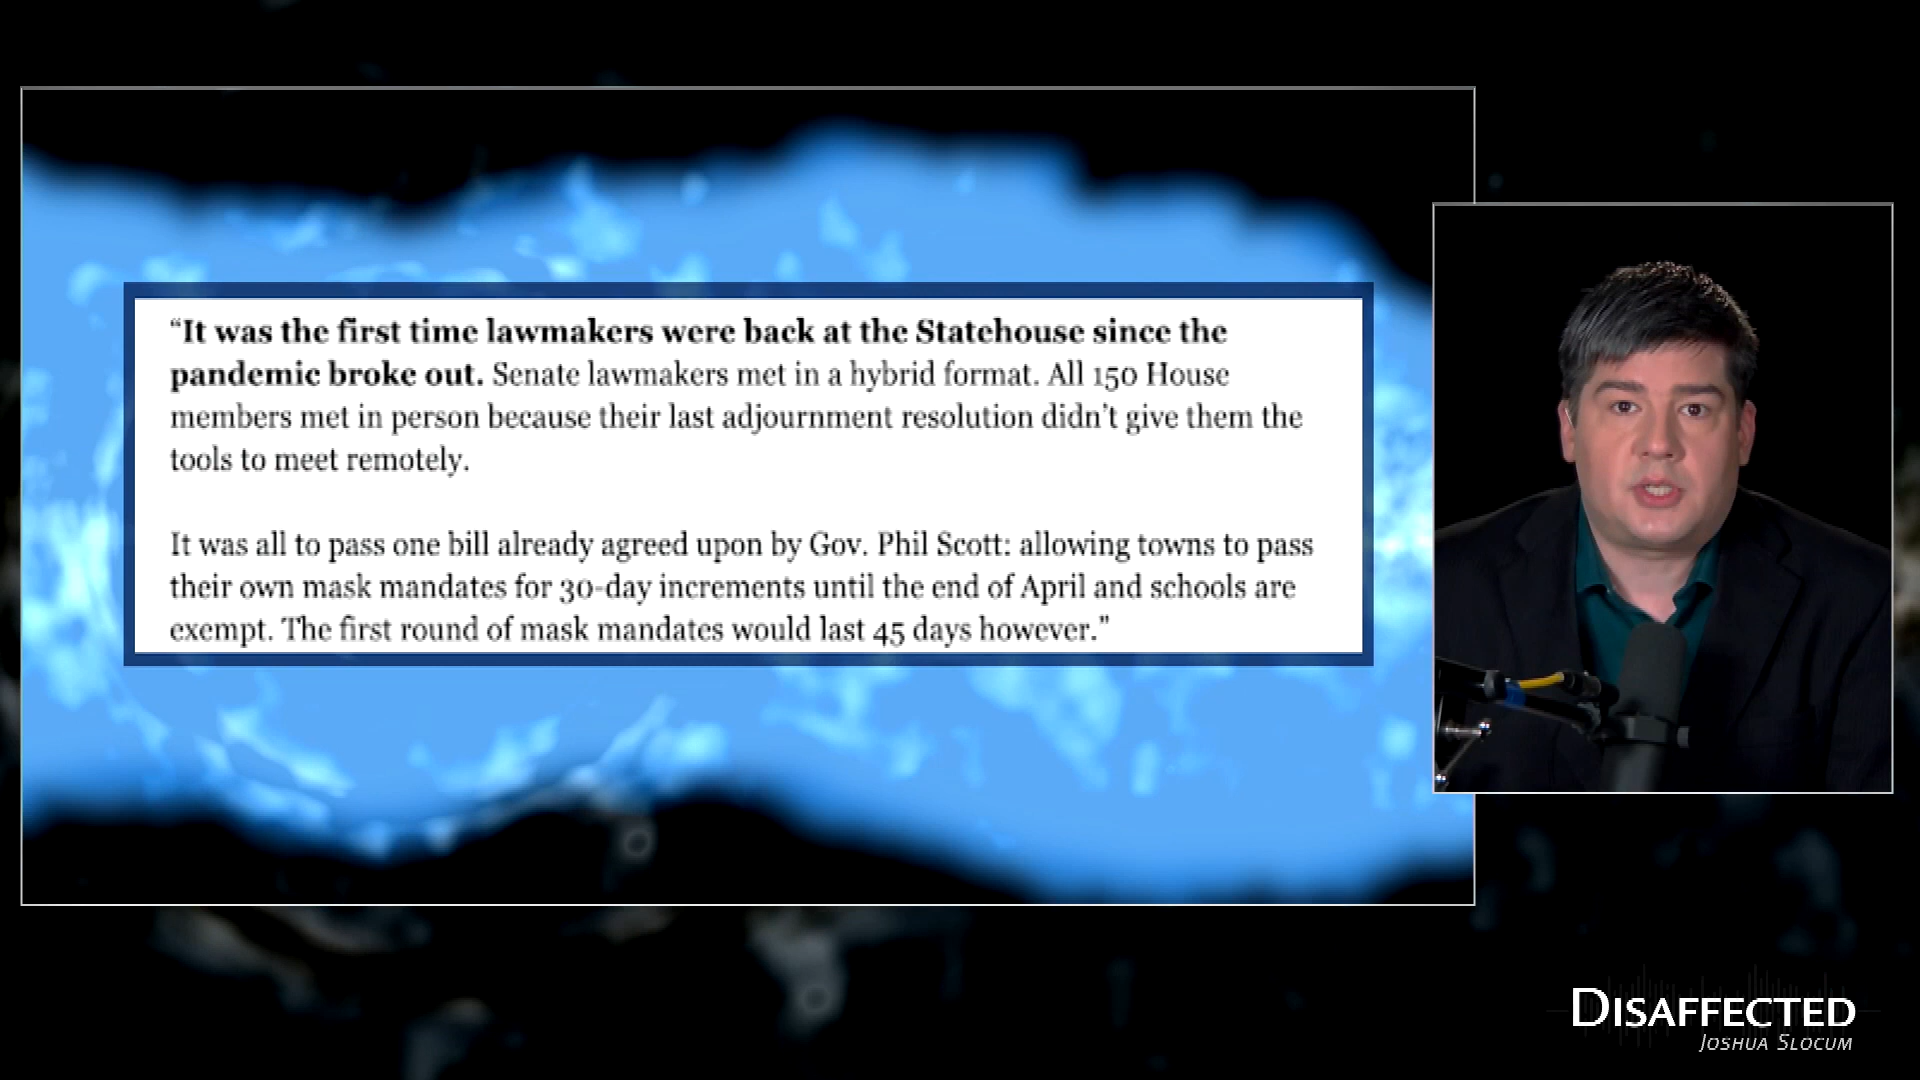 “It was the first time lawmakers were back at the Statehouse since the
pandemic broke out. Senate lawmakers met in a hybrid format. All 150 House
members met in person because their last adjournment resolution didn’t give them the
tools to meet remotely.
It was all to pass one bill already agreed upon by Gov. Phil Scott: allowing towns to pass
their own mask mandates for 30-day increments until the end of April and schools are
exempt. The first round of mask mandates would last 45 days however.”
DISAFFECTED
JOSHUA SLOCUM